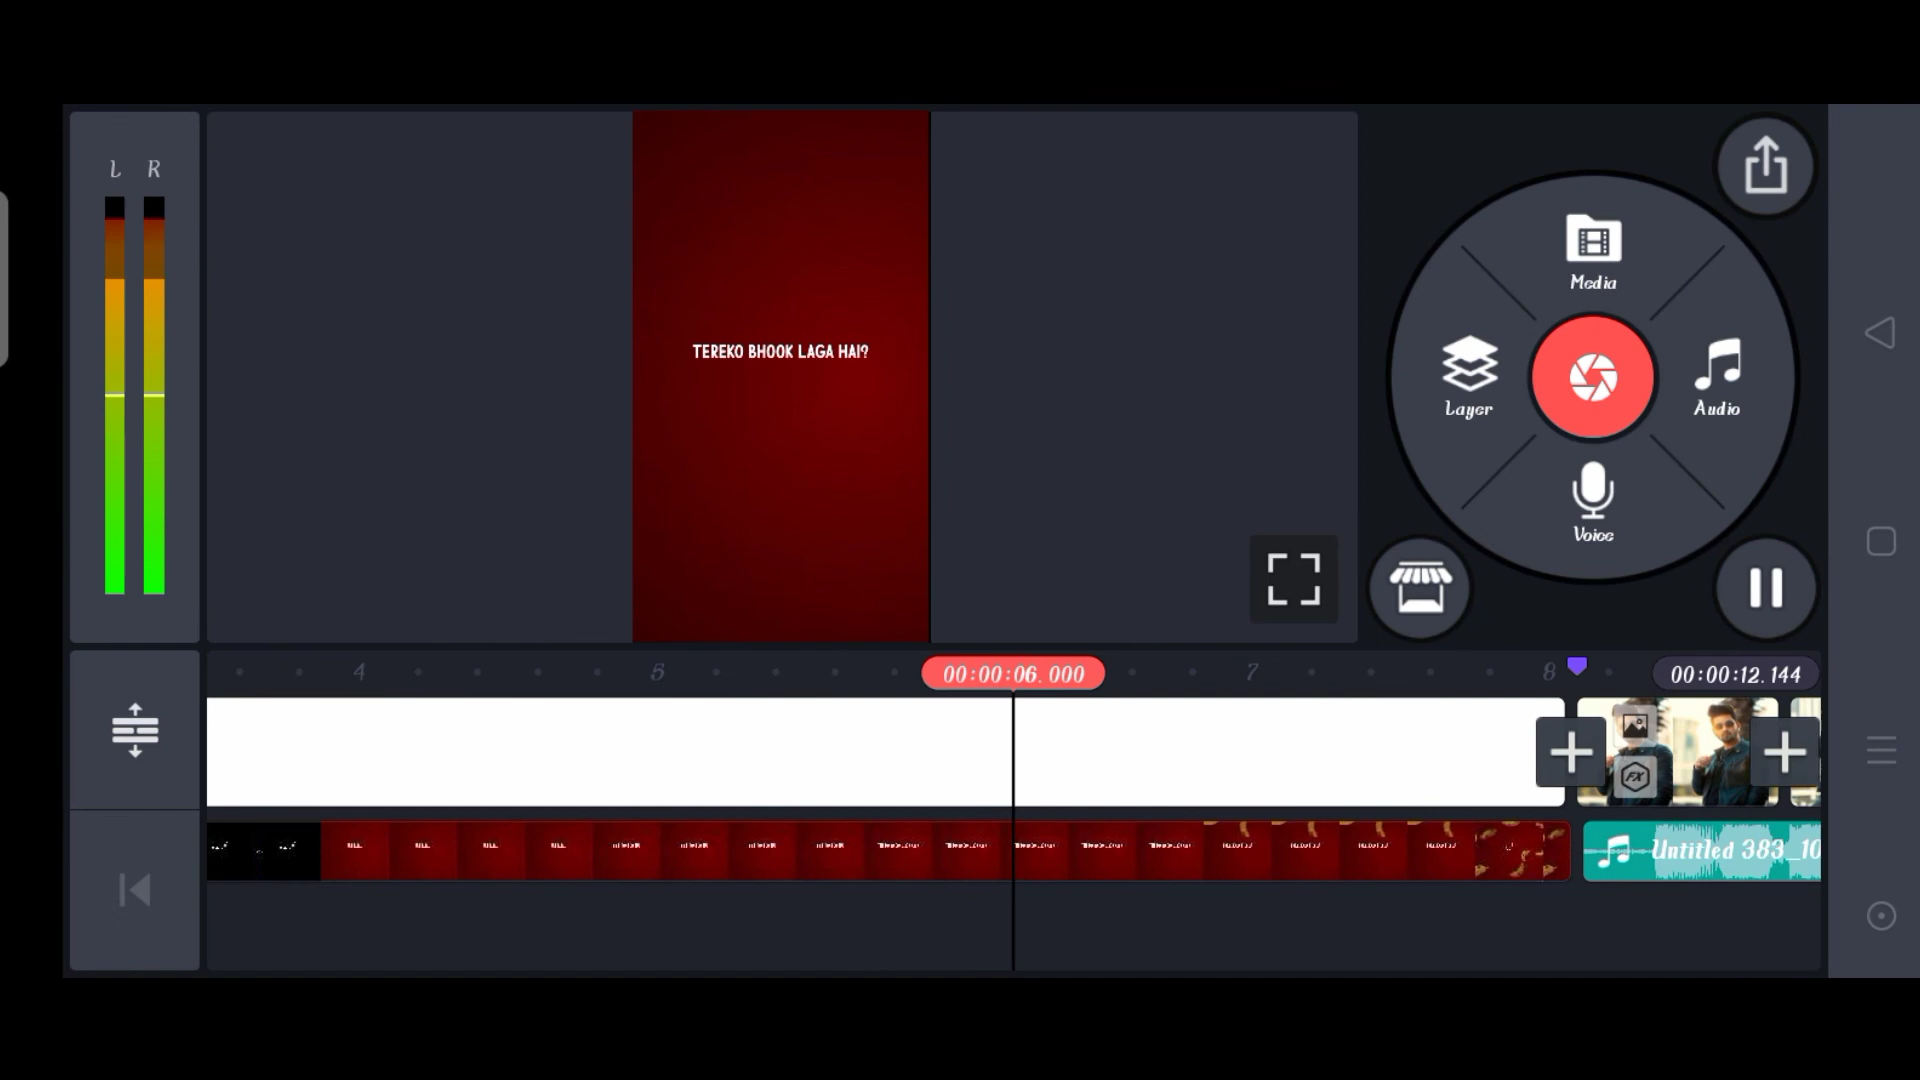 L R
TEREKO BHOOK LAGA HAI?
Media
Layer
Audio
Voice
4
5
00:00:06.000
7
8
00:00:12.144
FX
Untitled 383_10